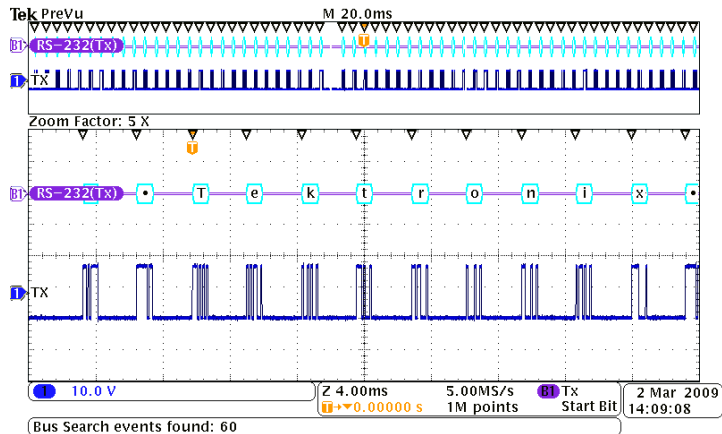 Tek PreVu M 20.0ms
B1 RS-232(Tx) T
1 TX
Zoom Factor: 5 X
T
B1 RS-232(Tx) • T e k t r o n i x •
1 TX
1 10.0 V Z 4.00ms 5.00MS/s B1 Tx 2 Mar 2009
T→▼0.00000 s 1M points Start Bit 14:09:08
Bus Search events found: 60